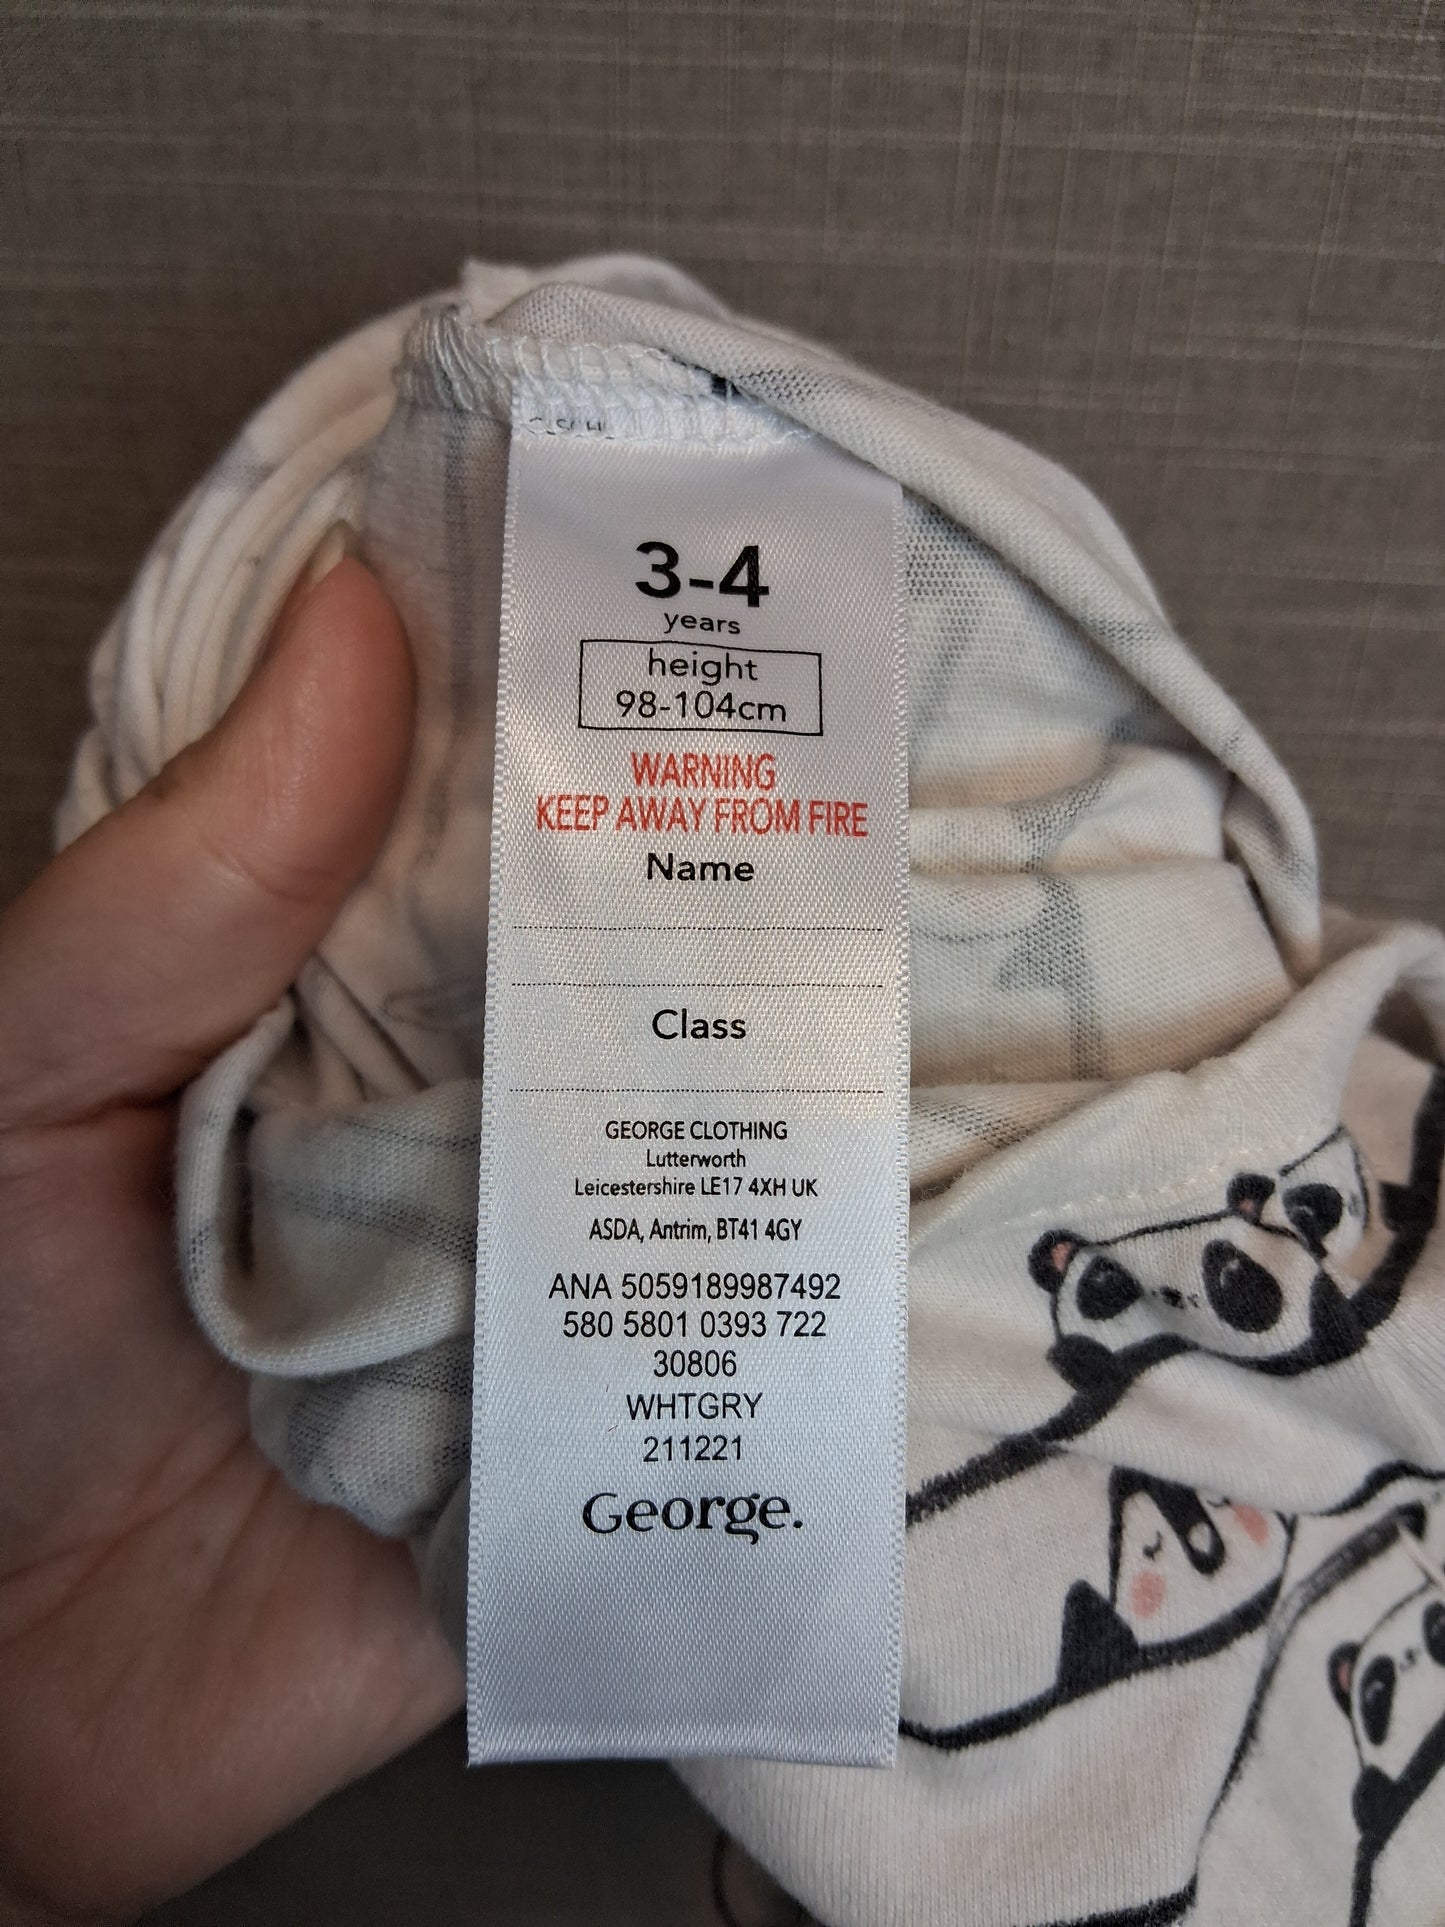 3-4
years
height
98-104cm
WARNING
KEEP AWAY FROM FIRE
Name
Class
GEORGE CLOTHING
Lutterworth
Leicestershire LE17 4XH UK
ASDA, Antrim, BT41 4GY
ANA 5059189987492
580 5801 0393 722
30806
WHTGRY
211221
George.